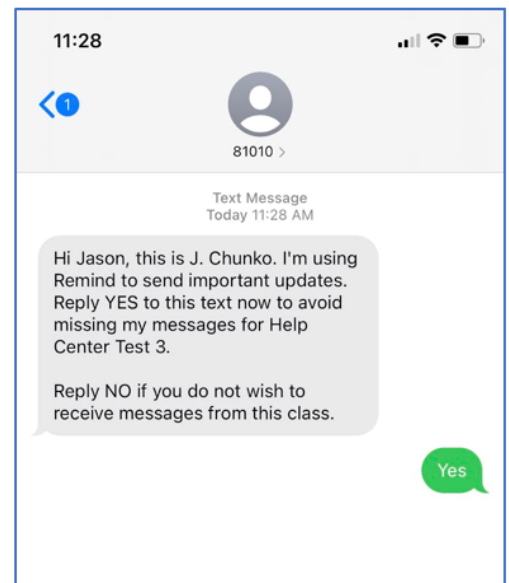 11:28
1
81010 >
Text Message
Today 11:28 AM
Hi Jason, this is J. Chunko. I'm using
Remind to send important updates.
Reply YES to this text now to avoid
missing my messages for Help
Center Test 3.
Reply NO if you do not wish to
receive messages from this class.
Yes